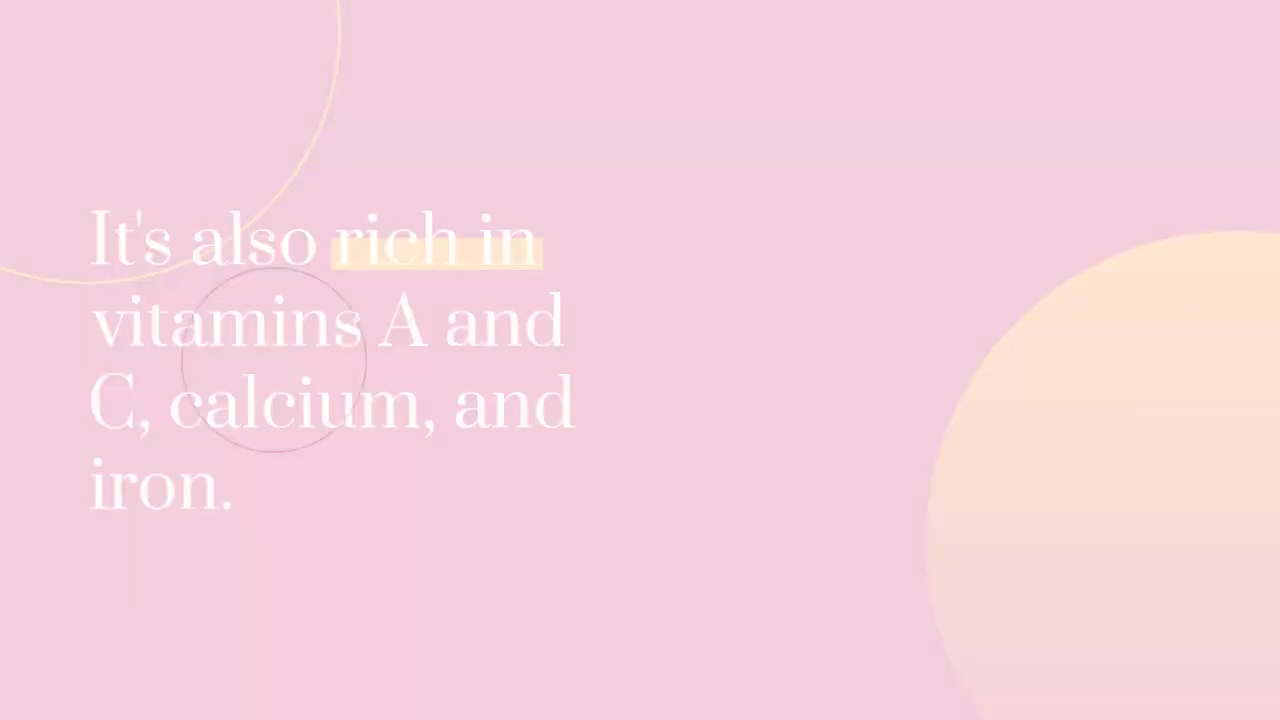 It's also rich in
vitamins A and
C, calcium, and
iron.